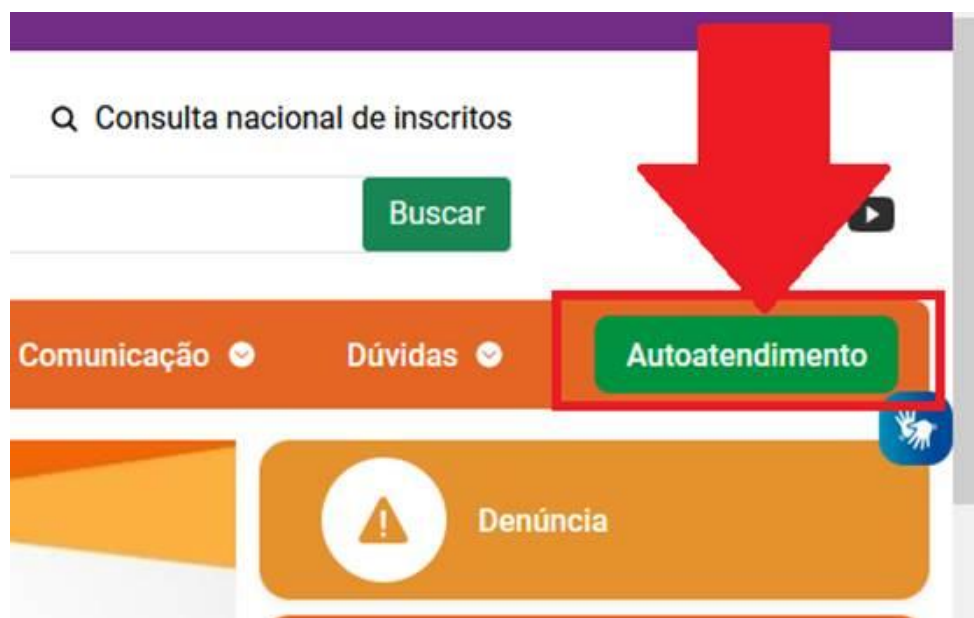 Consulta nacional de inscritos
Buscar
Comunicação
Dúvidas
Autoatendimento
Denúncia